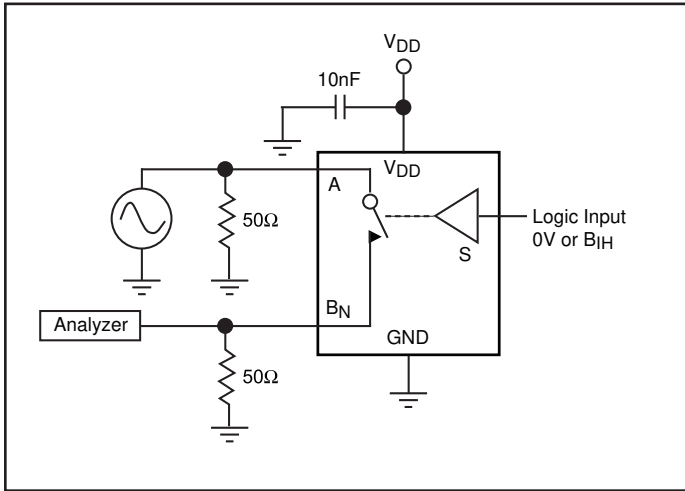 VDD
10nF
VDD
A
50Ω
Logic Input
0V or BIH
S
BN
Analyzer
GND
50Ω